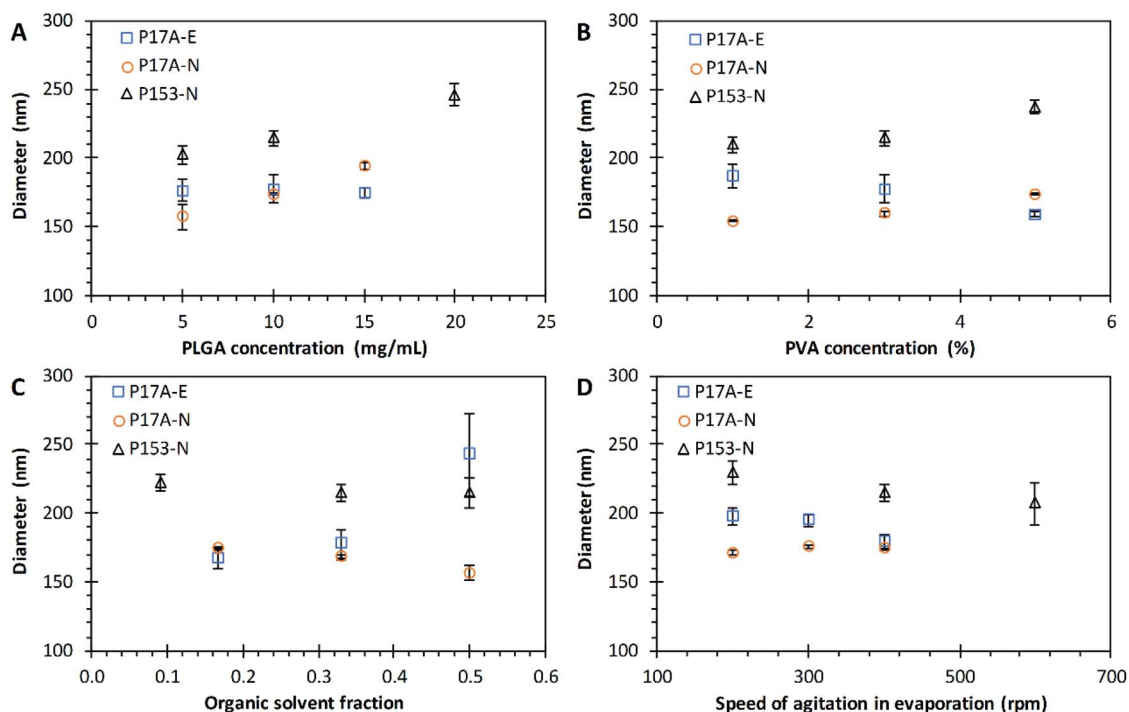 A
P17A-E
P17A-N
P153-N
300
250
200
150
100
Diameter (nm)
0 5 10 15 20 25
PLGA concentration (mg/mL)
B
P17A-E
P17A-N
P153-N
300
250
200
150
100
Diameter (nm)
0 2 4 6
PVA concentration (%)
C
P17A-E
P17A-N
P153-N
300
250
200
150
100
Diameter (nm)
0.0 0.1 0.2 0.3 0.4 0.5 0.6
Organic solvent fraction
D
P17A-E
P17A-N
P153-N
300
250
200
150
100
Diameter (nm)
100 300 500 700
Speed of agitation in evaporation (rpm)